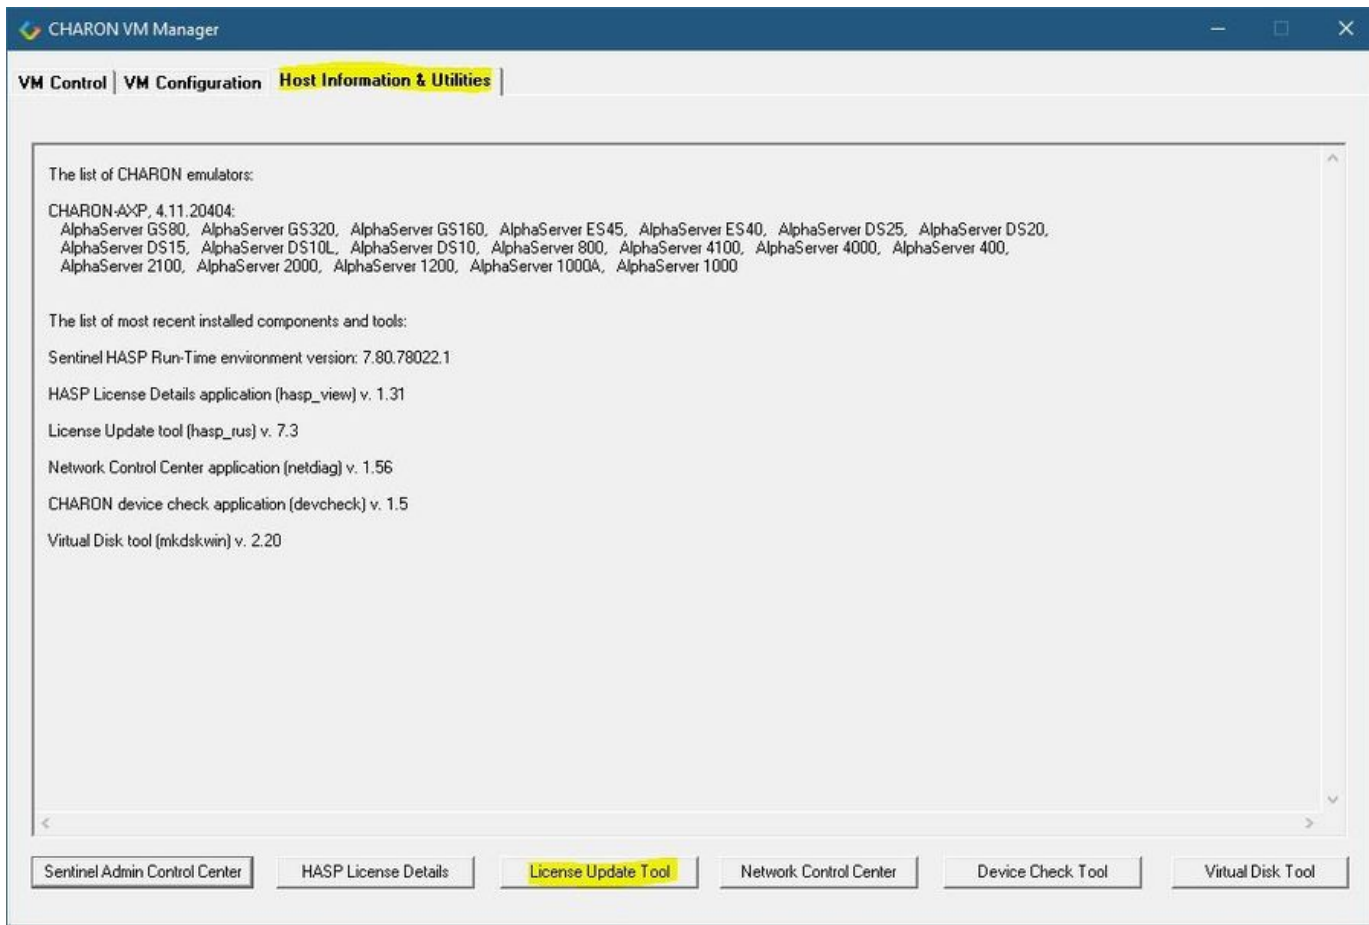 CHARON VM Manager
VM Control VM Configuration Host Information & Utilities
The list of CHARON emulators:
CHARON-AXP, 4.11.20404:
AlphaServer GS80, AlphaServer GS320, AlphaServer GS160, AlphaServer ES45, AlphaServer ES40, AlphaServer DS25, AlphaServer DS20,
AlphaServer DS15, AlphaServer DS10L, AlphaServer DS10, AlphaServer 800, AlphaServer 4100, AlphaServer 4000, AlphaServer 400,
AlphaServer 2100, AlphaServer 2000, AlphaServer 1200, AlphaServer 1000A, AlphaServer 1000
The list of most recent installed components and tools:
Sentinel HASP Run-Time environment version: 7.80.78022.1
HASP License Details application (hasp_view) v. 1.31
License Update tool (hasp_rus) v. 7.3
Network Control Center application (netdiag) v. 1.56
CHARON device check application (devcheck) v. 1.5
Virtual Disk tool (mkdskwin) v. 2.20
Sentinel Admin Control Center HASP License Details License Update Tool Network Control Center Device Check Tool Virtual Disk Tool